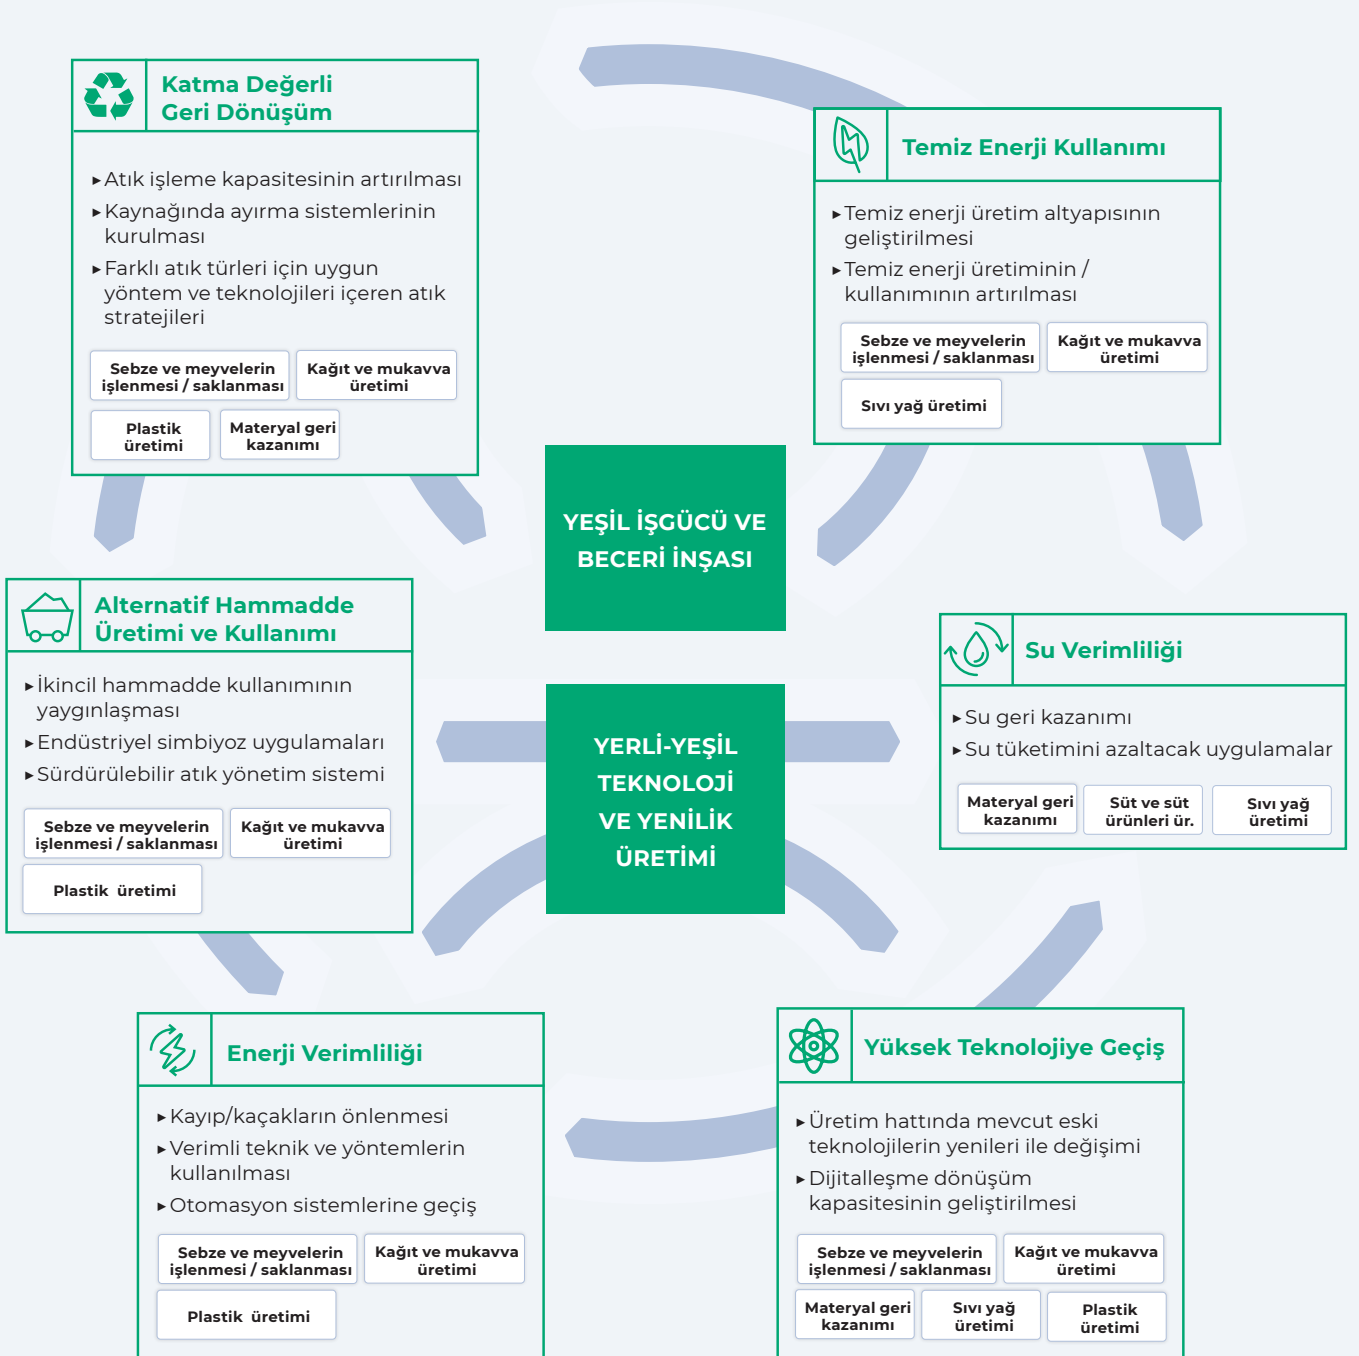 Katma Değerli
Geri Dönüşüm
▸Atık işleme kapasitesinin artırılması
▸Kaynağında ayırma sistemlerinin
kurulması
▸Farklı atık türleri için uygun
yöntem ve teknolojileri içeren atık
stratejileri
Sebze ve meyvelerin
işlenmesi / saklanması
Kağıt ve mukavva
üretimi
Plastik
üretimi
Materyal geri
kazanımı
Temiz Enerji Kullanımı
▸Temiz enerji üretim altyapısının
geliştirilmesi
▸Temiz enerji üretiminin /
kullanımının artırılması
Sebze ve meyvelerin
işlenmesi / saklanması
Kağıt ve mukavva
üretimi
Sıvı yağ üretimi
YEŞİL İŞGÜCÜ VE
BECERİ İNŞASI
Alternatif Hammadde
Üretimi ve Kullanımı
▸İkincil hammadde kullanımının
yaygınlaşması
▸Endüstriyel simbiyoz uygulamaları
▸Sürdürülebilir atık yönetim sistemi
Sebze ve meyvelerin
işlenmesi / saklanması
Kağıt ve mukavva
üretimi
Plastik üretimi
YERLİ-YEŞİL
TEKNOLOJİ
VE YENİLİK
ÜRETİMİ
Su Verimliliği
▸Su geri kazanımı
▸Su tüketimini azaltacak uygulamalar
Materyal geri
kazanımı
Süt ve süt
ürünleri ür.
Sıvı yağ
üretimi
Enerji Verimliliği
▸Kayıp/kaçakların önlenmesi
▸Verimli teknik ve yöntemlerin
kullanılması
▸Otomasyon sistemlerine geçiş
Sebze ve meyvelerin
işlenmesi / saklanması
Kağıt ve mukavva
üretimi
Plastik üretimi
Yüksek Teknolojiye Geçiş
▸Üretim hattında mevcut eski
teknolojilerin yenileri ile değişimi
▸Dijitalleşme dönüşüm
kapasitesinin geliştirilmesi
Sebze ve meyvelerin
işlenmesi / saklanması
Kağıt ve mukavva
üretimi
Materyal geri
kazanımı
Sıvı yağ
üretimi
Plastik
üretimi